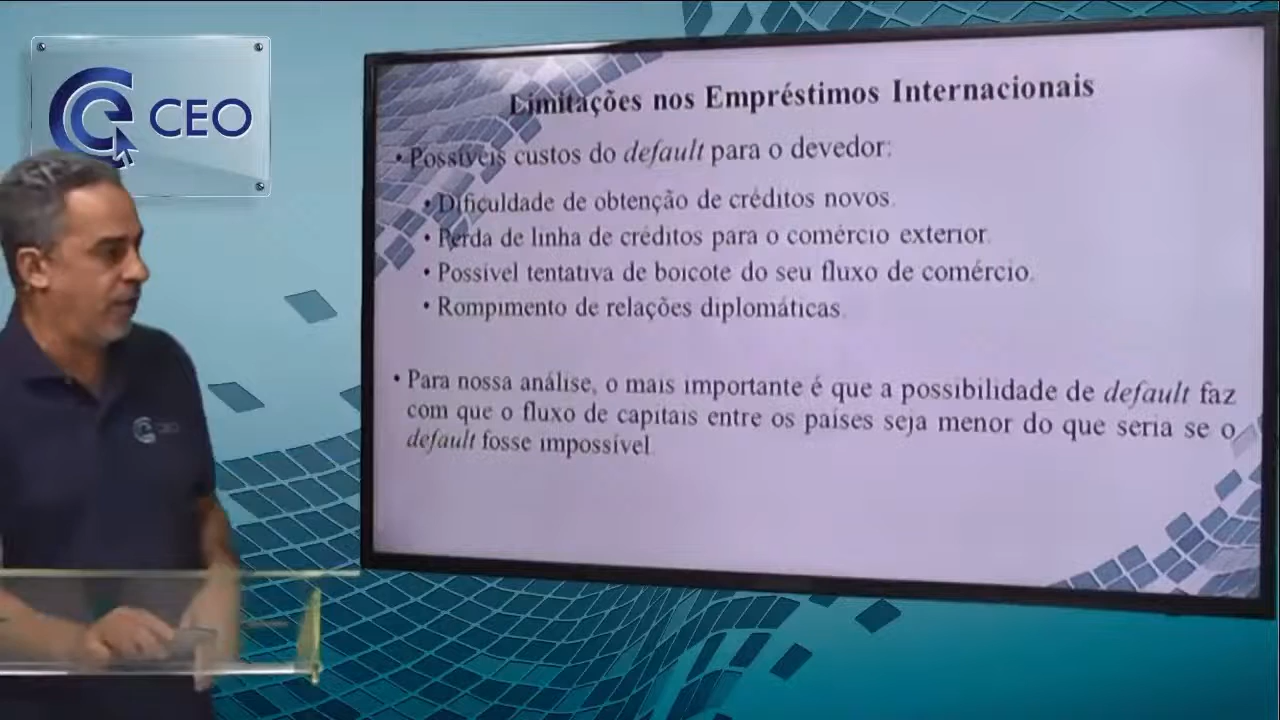 CEO
Limitações nos Empréstimos Internacionais
• Possíveis custos do default para o devedor:
• Dificuldade de obtenção de créditos novos.
• Perda de linha de créditos para o comércio exterior.
• Possível tentativa de boicote do seu fluxo de comércio.
• Rompimento de relações diplomáticas.
• Para nossa análise, o mais importante é que a possibilidade de default faz
com que o fluxo de capitais entre os países seja menor do que seria se o
default fosse impossível.
CEO